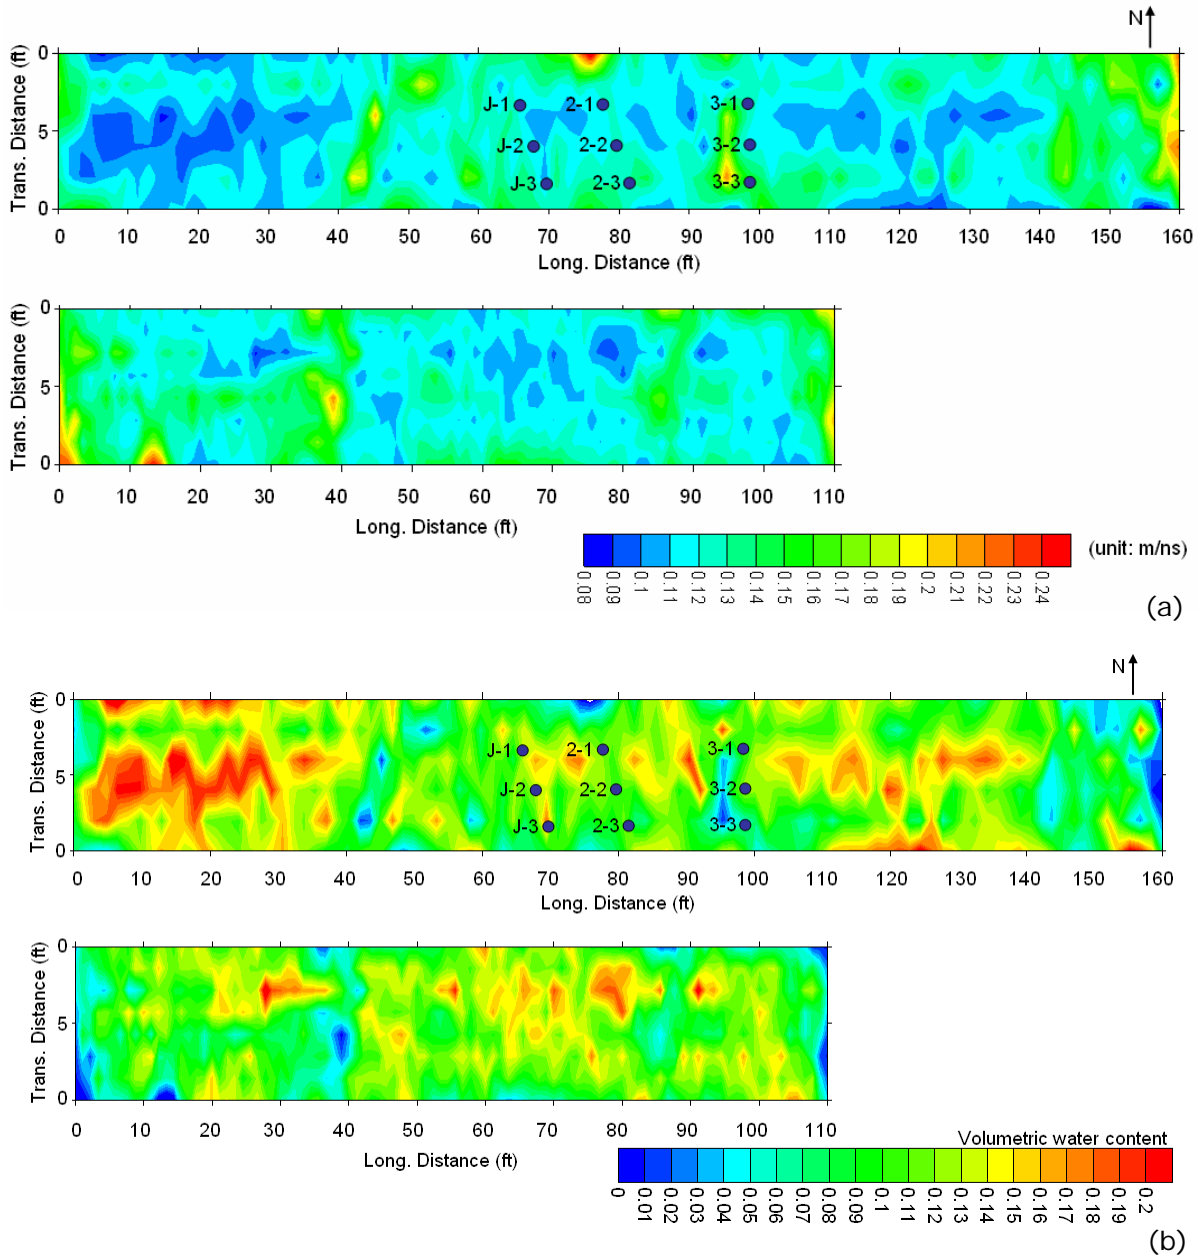 N
Trans. Distance (ft)
0
5
0
J-1 2-1 3-1
J-2 2-2 3-2
J-3 2-3 3-3
0 10 20 30 40 50 60 70 80 90 100 110 120 130 140 150 160
Long. Distance (ft)
Trans. Distance (ft)
0
5
0
0 10 20 30 40 50 60 70 80 90 100 110
Long. Distance (ft)
(unit: m/ns)
0.08 0.09 0.1 0.11 0.12 0.13 0.14 0.15 0.16 0.17 0.18 0.19 0.2 0.21 0.22 0.23 0.24
(a)
N
Trans. Distance (ft)
0
5
0
J-1 2-1 3-1
J-2 2-2 3-2
J-3 2-3 3-3
0 10 20 30 40 50 60 70 80 90 100 110 120 130 140 150 160
Long. Distance (ft)
Trans. Distance (ft)
0
5
0
0 10 20 30 40 50 60 70 80 90 100 110
Long. Distance (ft)
Volumetric water content
0 0.01 0.02 0.03 0.04 0.05 0.06 0.07 0.08 0.09 0.1 0.11 0.12 0.13 0.14 0.15 0.16 0.17 0.18 0.19 0.2
(b)